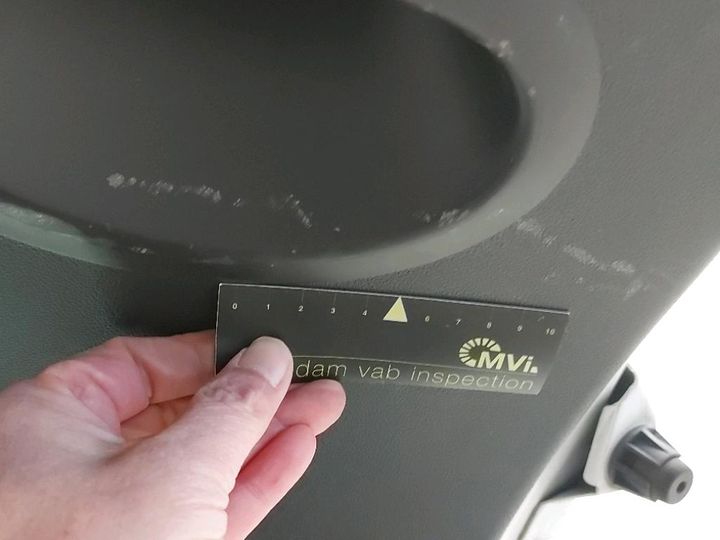 0 1 2 3 4 6 7 8 9 10
MVi.
dam vab inspection